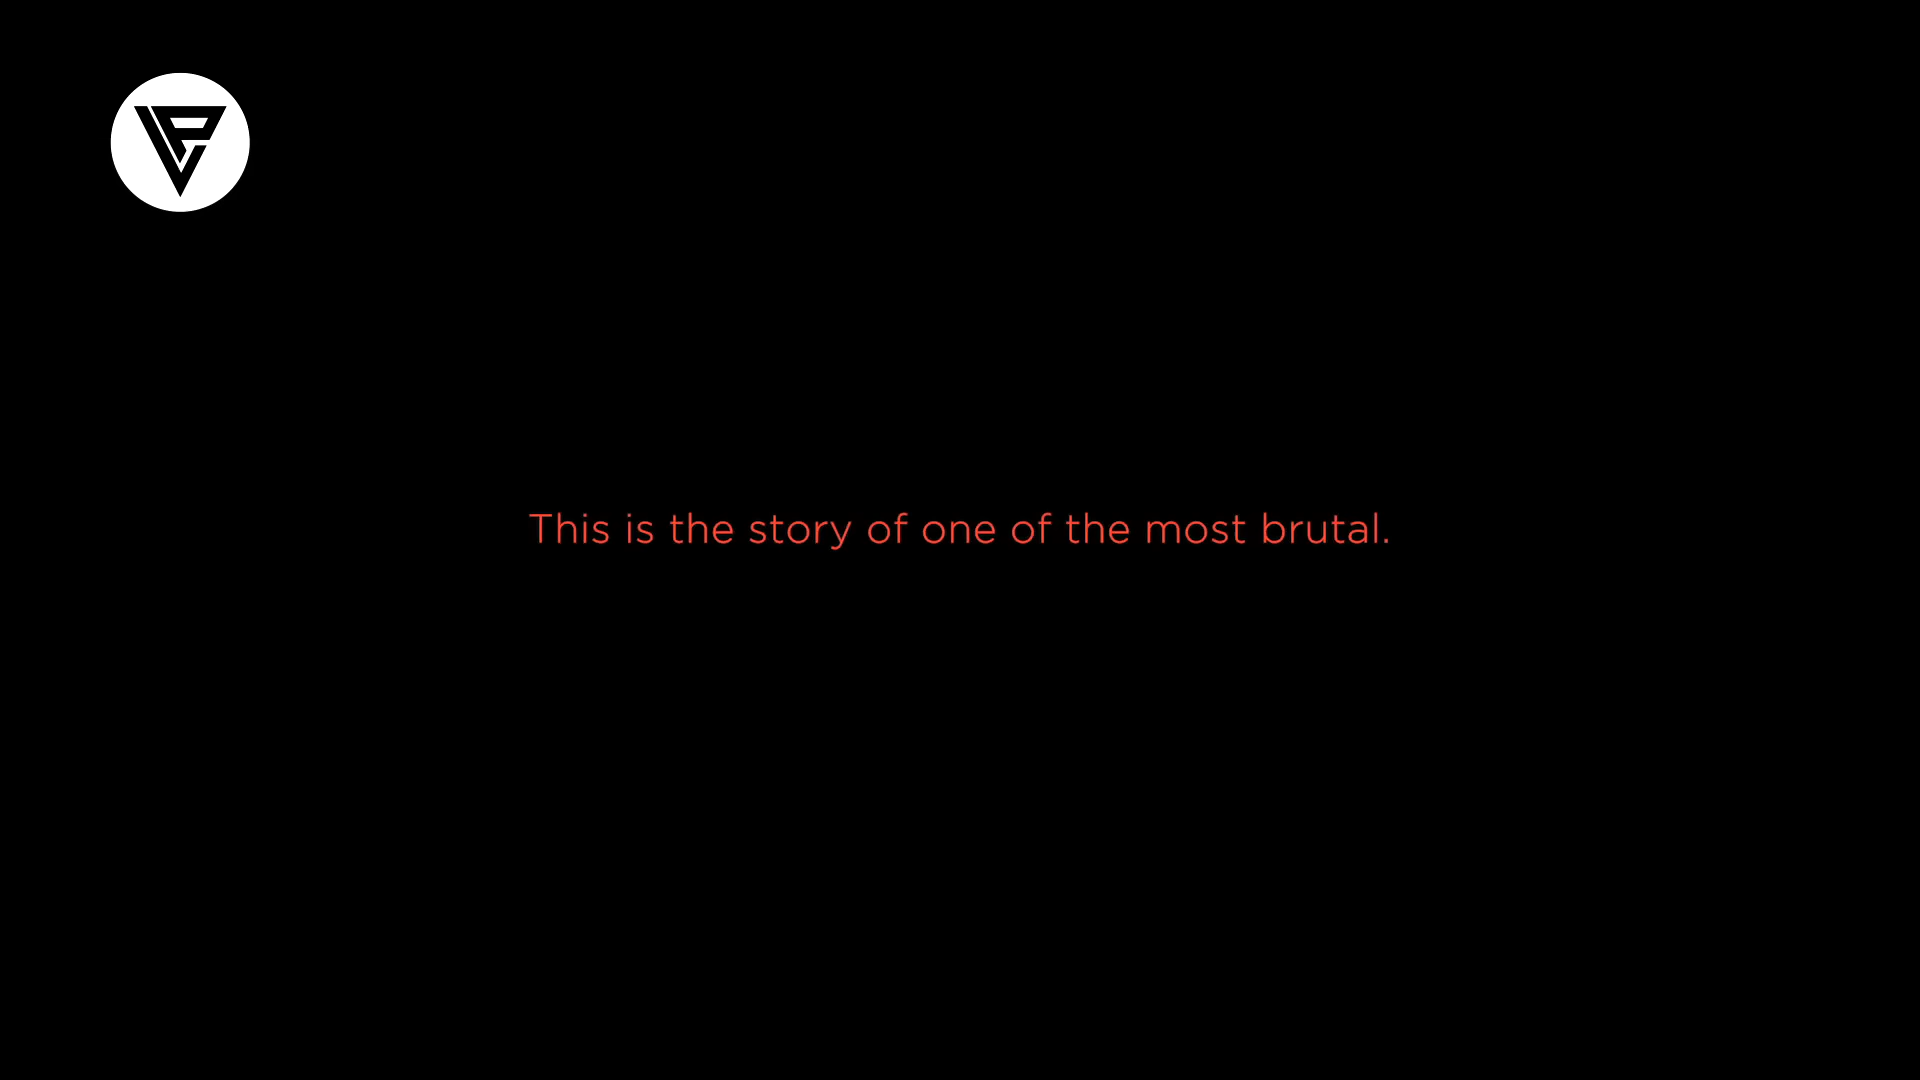 This is the story of one of the most brutal.